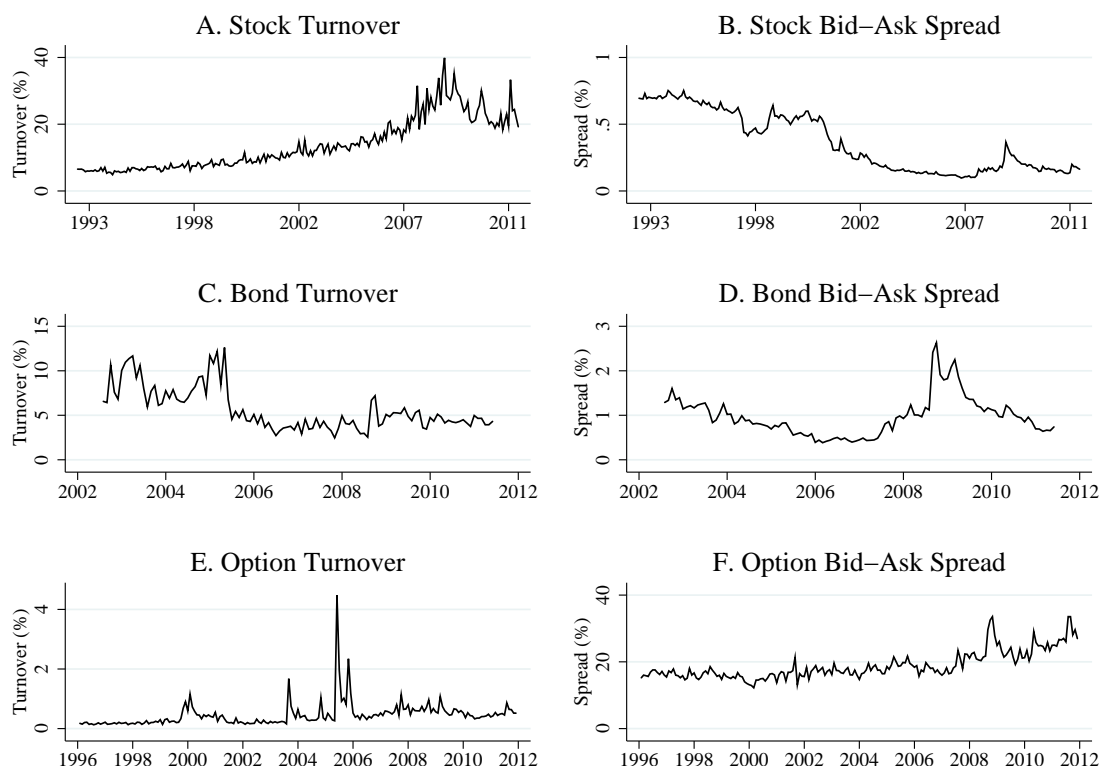 A. Stock Turnover
Turnover (%)
0 20 40
1993 1998 2002 2007 2011
B. Stock Bid−Ask Spread
Spread (%)
0 .5 1
1993 1998 2002 2007 2011
C. Bond Turnover
Turnover (%)
0 5 10 15
2002 2004 2006 2008 2010 2012
D. Bond Bid−Ask Spread
Spread (%)
0 1 2 3
2002 2004 2006 2008 2010 2012
E. Option Turnover
Turnover (%)
0 2 4
1996 1998 2000 2002 2004 2006 2008 2010 2012
F. Option Bid−Ask Spread
Spread (%)
0 20 40
1996 1998 2000 2002 2004 2006 2008 2010 2012